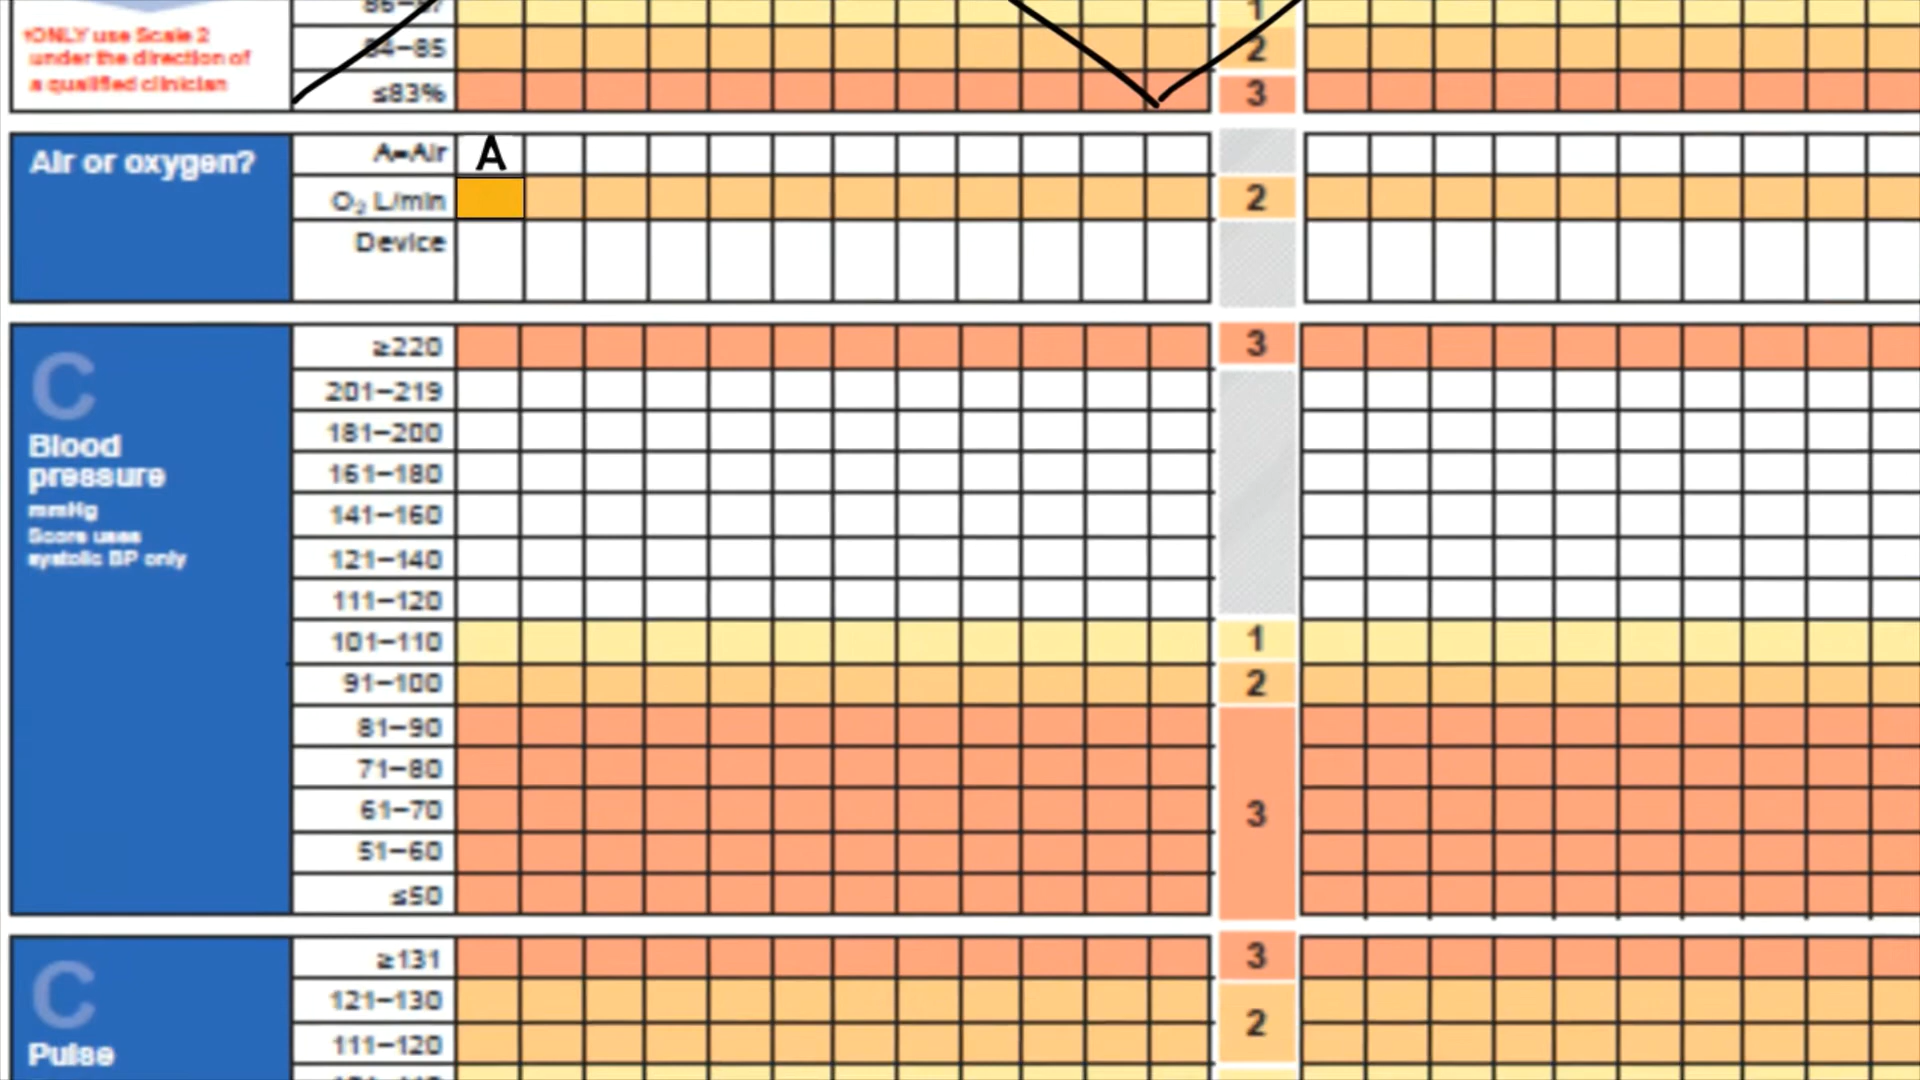 86–87
1
†ONLY use Scale 2
under the direction of
a qualified clinician
84–85
2
≤83%
3
Air or oxygen?
A=Air
A
O₂ L/min
2
Device
C
Blood
pressure
mmHg
Score uses
systolic BP only
≥220
3
201–219
181–200
161–180
141–160
121–140
111–120
101–110
1
91–100
2
81–90
71–80
61–70
3
51–60
≤50
C
Pulse
≥131
3
121–130
2
111–120